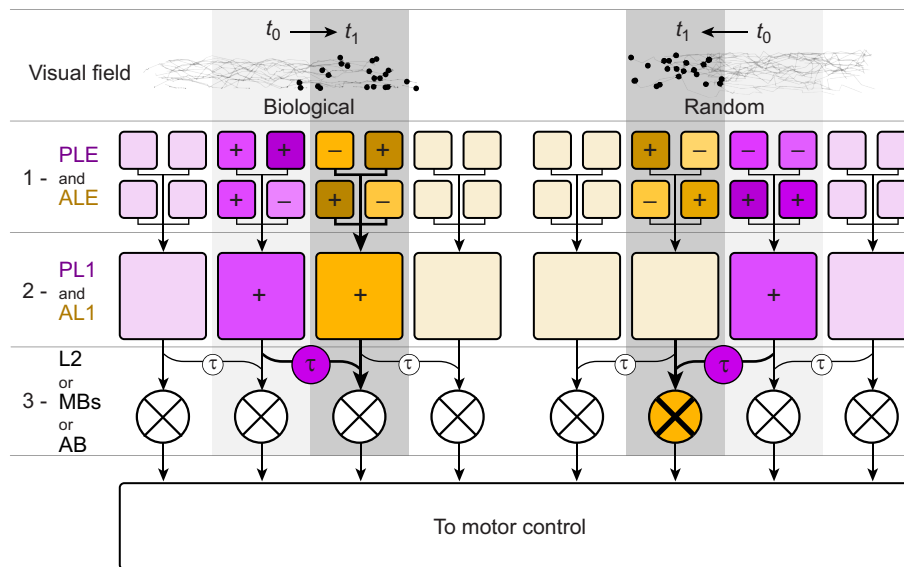 t0 → t1
t1 ← t0
Visual field
Biological
Random
1 -
PLE
and
ALE
+ + − +
+ −
− −
+ − + −
− +
+ +
2 -
PL1
and
AL1
+ + +
τ τ τ τ τ τ
3 -
L2
or
MBs
or
AB
To motor control